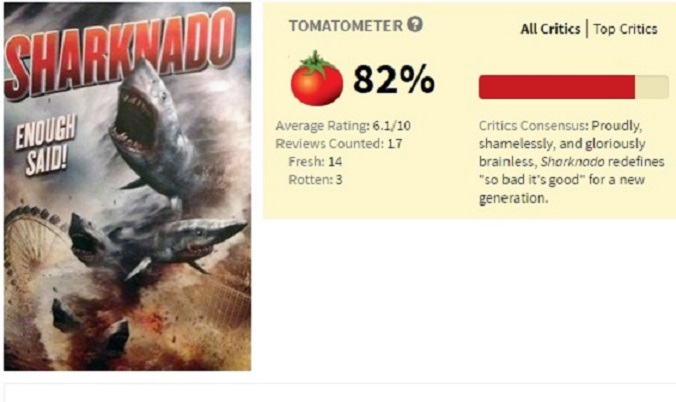 SHARKNADO
ENOUGH
SAID!
TOMATOMETER ?
All Critics | Top Critics
82%
Average Rating: 6.1/10
Reviews Counted: 17
Fresh: 14
Rotten: 3
Critics Consensus: Proudly,
shamelessly, and gloriously
brainless, Sharknado redefines
"so bad it's good" for a new
generation.